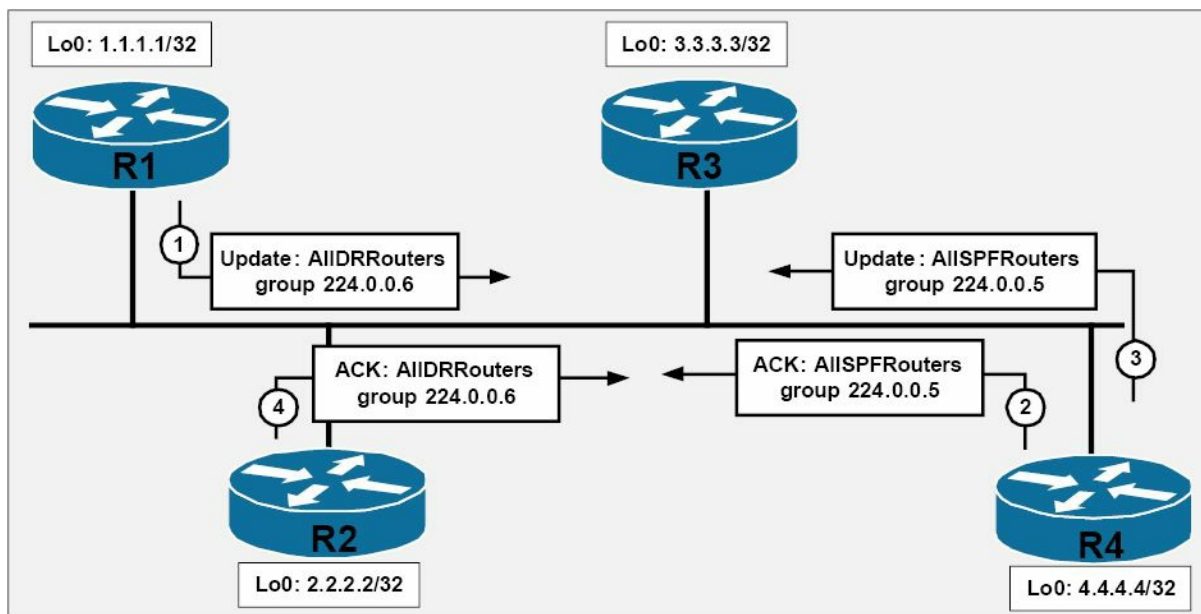 Lo0: 1.1.1.1/32
Lo0: 3.3.3.3/32
R1
R3
1
Update: AllDRRouters
group 224.0.0.6
Update: AllSPFRouters
group 224.0.0.5
3
ACK: AllDRRouters
group 224.0.0.6
4
ACK: AllSPFRouters
group 224.0.0.5
2
R2
R4
Lo0: 2.2.2.2/32
Lo0: 4.4.4.4/32